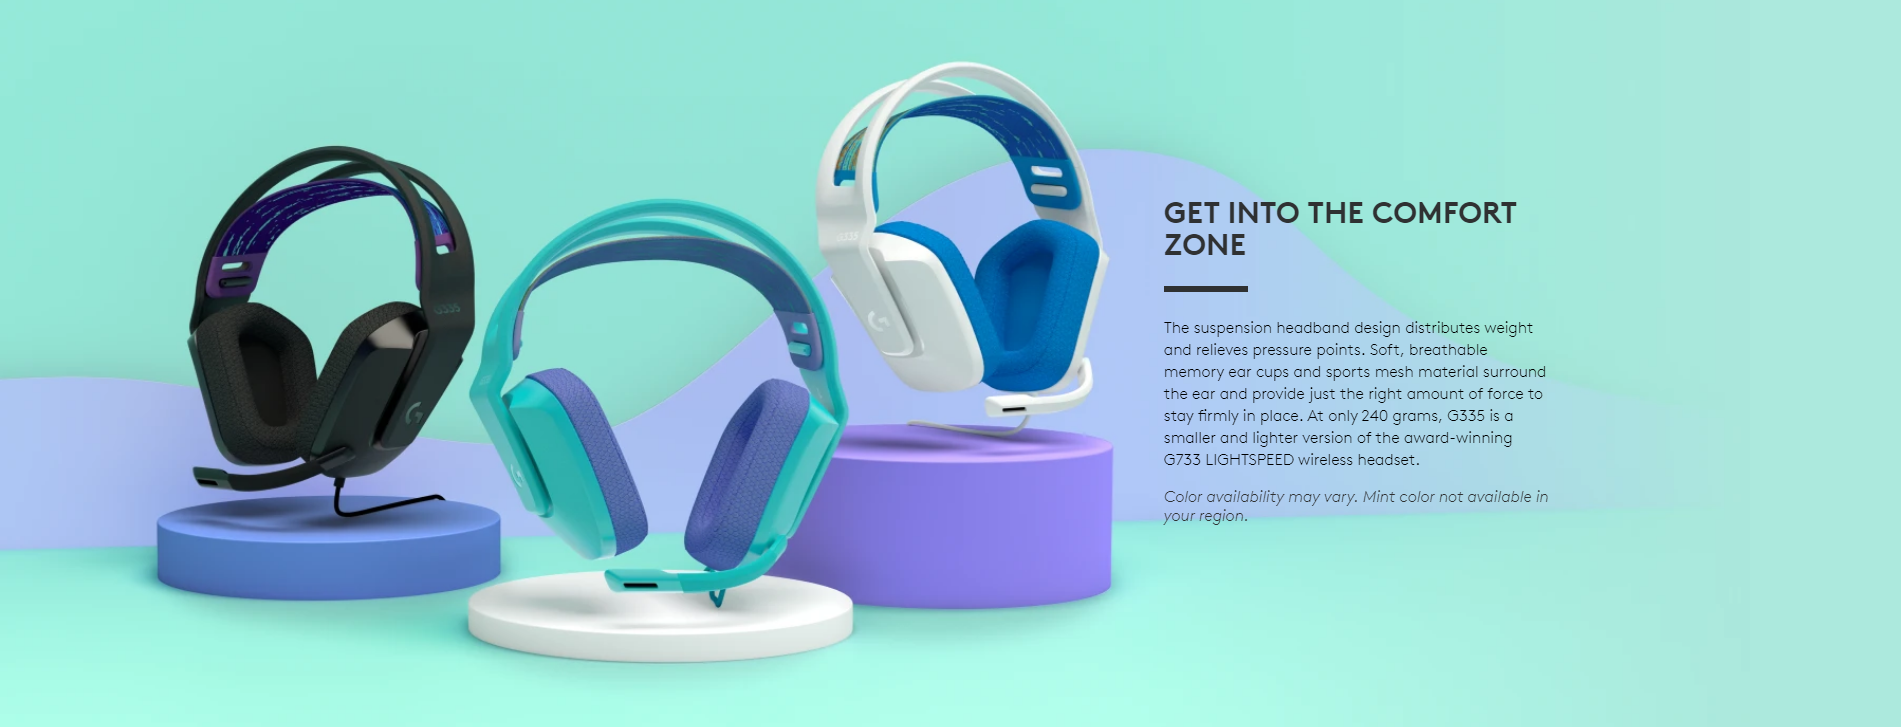 GET INTO THE COMFORT
ZONE
The suspension headband design distributes weight
and relieves pressure points. Soft, breathable
memory ear cups and sports mesh material surround
the ear and provide just the right amount of force to
stay firmly in place. At only 240 grams, G335 is a
smaller and lighter version of the award-winning
G733 LIGHTSPEED wireless headset.
Color availability may vary. Mint color not available in
your region.
G335
G335